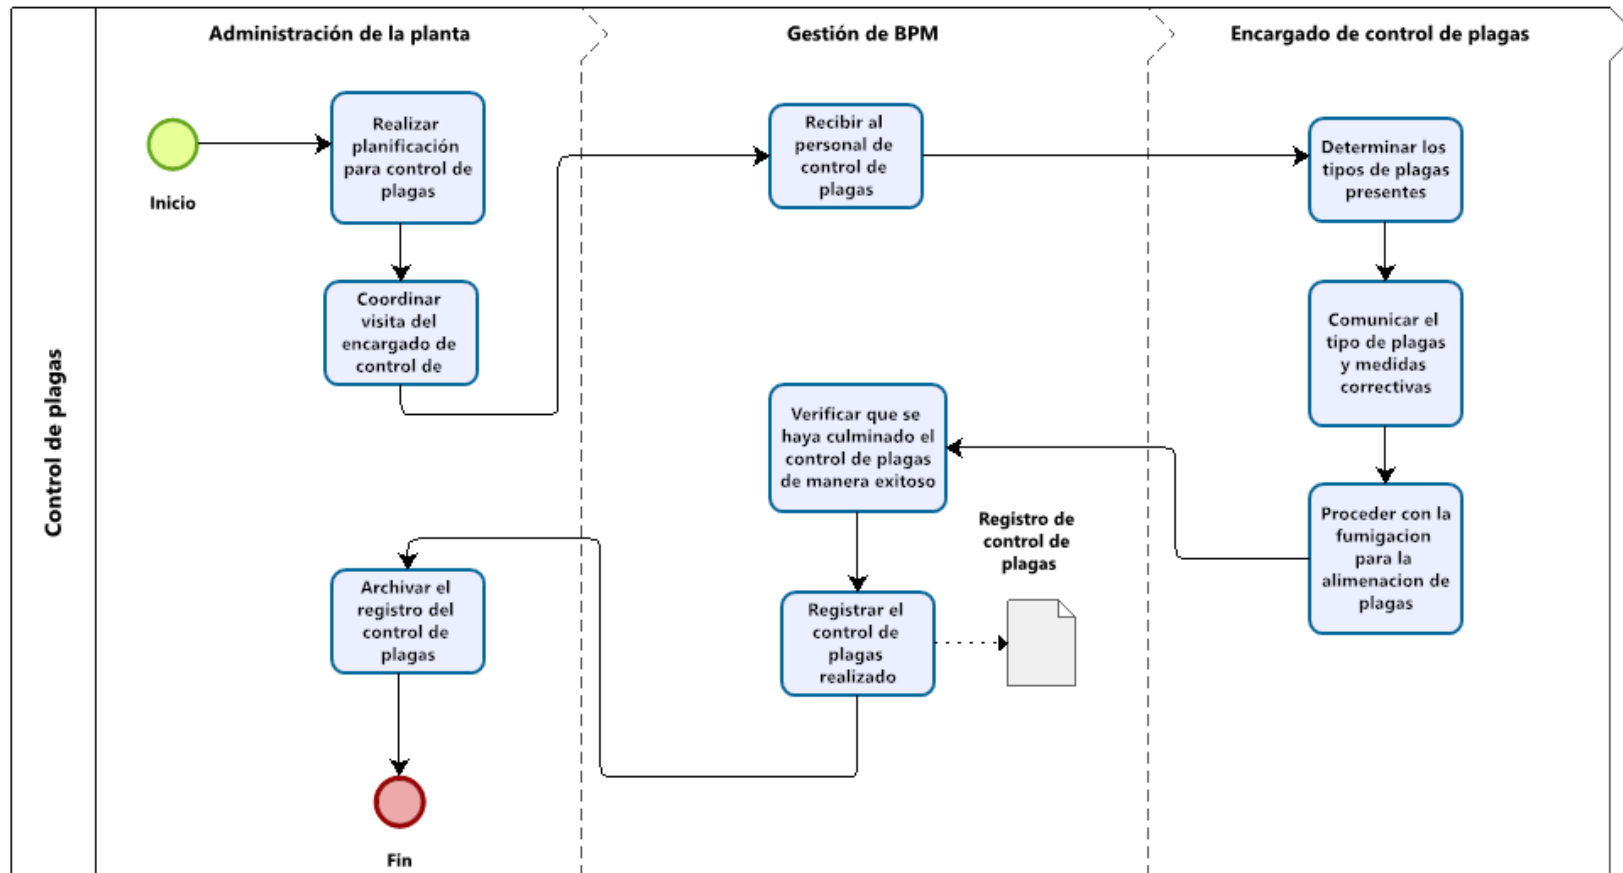 Control de plagas
Administración de la planta
Gestión de BPM
Encargado de control de plagas
Inicio
Realizar
planificación
para control de
plagas
Coordinar
visita del
encargado de
control de
Recibir al
personal de
control de
plagas
Determinar los
tipos de plagas
presentes
Comunicar el
tipo de plagas
y medidas
correctivas
Proceder con la
fumigacion
para la
alimenacion de
plagas
Verificar que se
haya culminado el
control de plagas
de manera exitoso
Registrar el
control de
plagas
realizado
Registro de
control de
plagas
Archivar el
registro del
control de
plagas
Fin